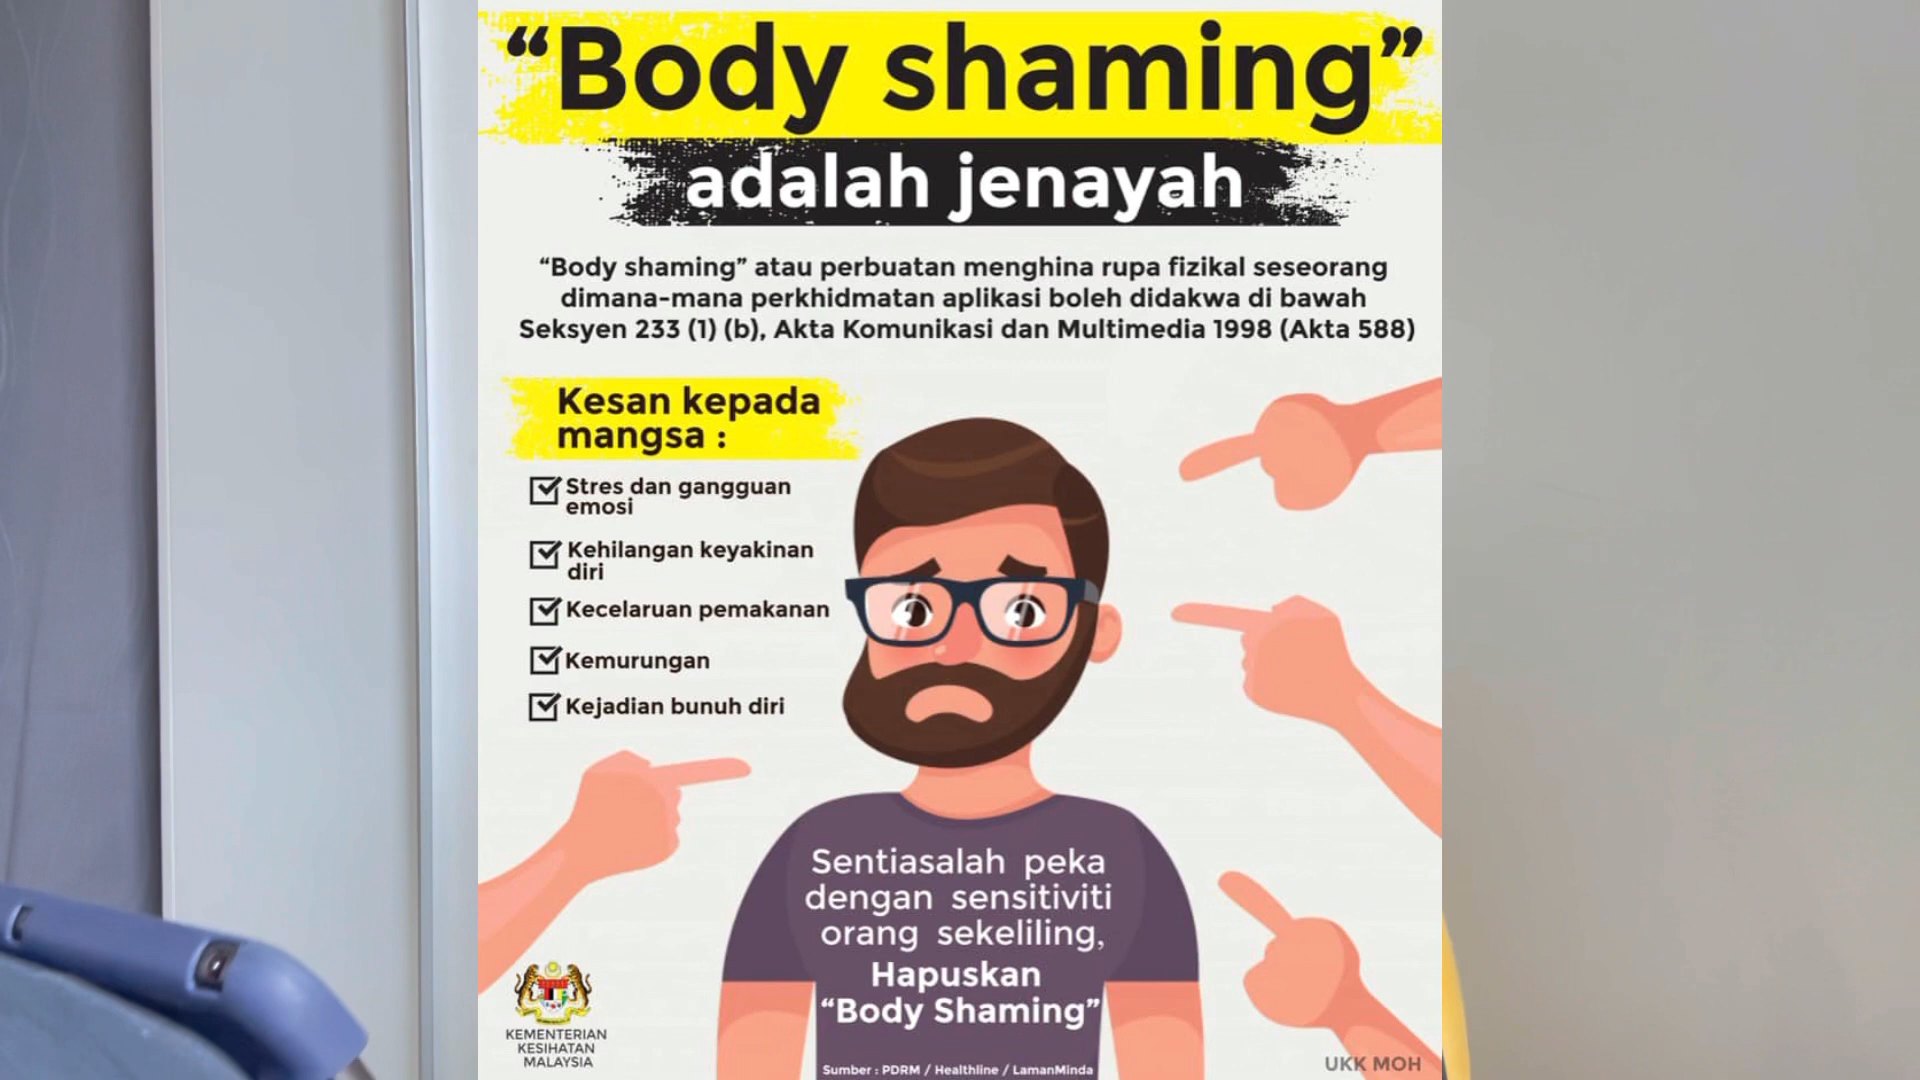 “Body shaming”
adalah jenayah
“Body shaming” atau perbuatan menghina rupa fizikal seseorang
dimana-mana perkhidmatan aplikasi boleh didakwa di bawah
Seksyen 233 (1) (b), Akta Komunikasi dan Multimedia 1998 (Akta 588)
Kesan kepada
mangsa :
Stres dan gangguan
emosi
Kehilangan keyakinan
diri
Kecelaruan pemakanan
Kemurungan
Kejadian bunuh diri
Sentiasalah peka
dengan sensitiviti
orang sekeliling,
Hapuskan
“Body Shaming”
KEMENTERIAN
KESIHATAN
MALAYSIA
Sumber : PDRM / Healthline / LamanMinda
UKK MOH